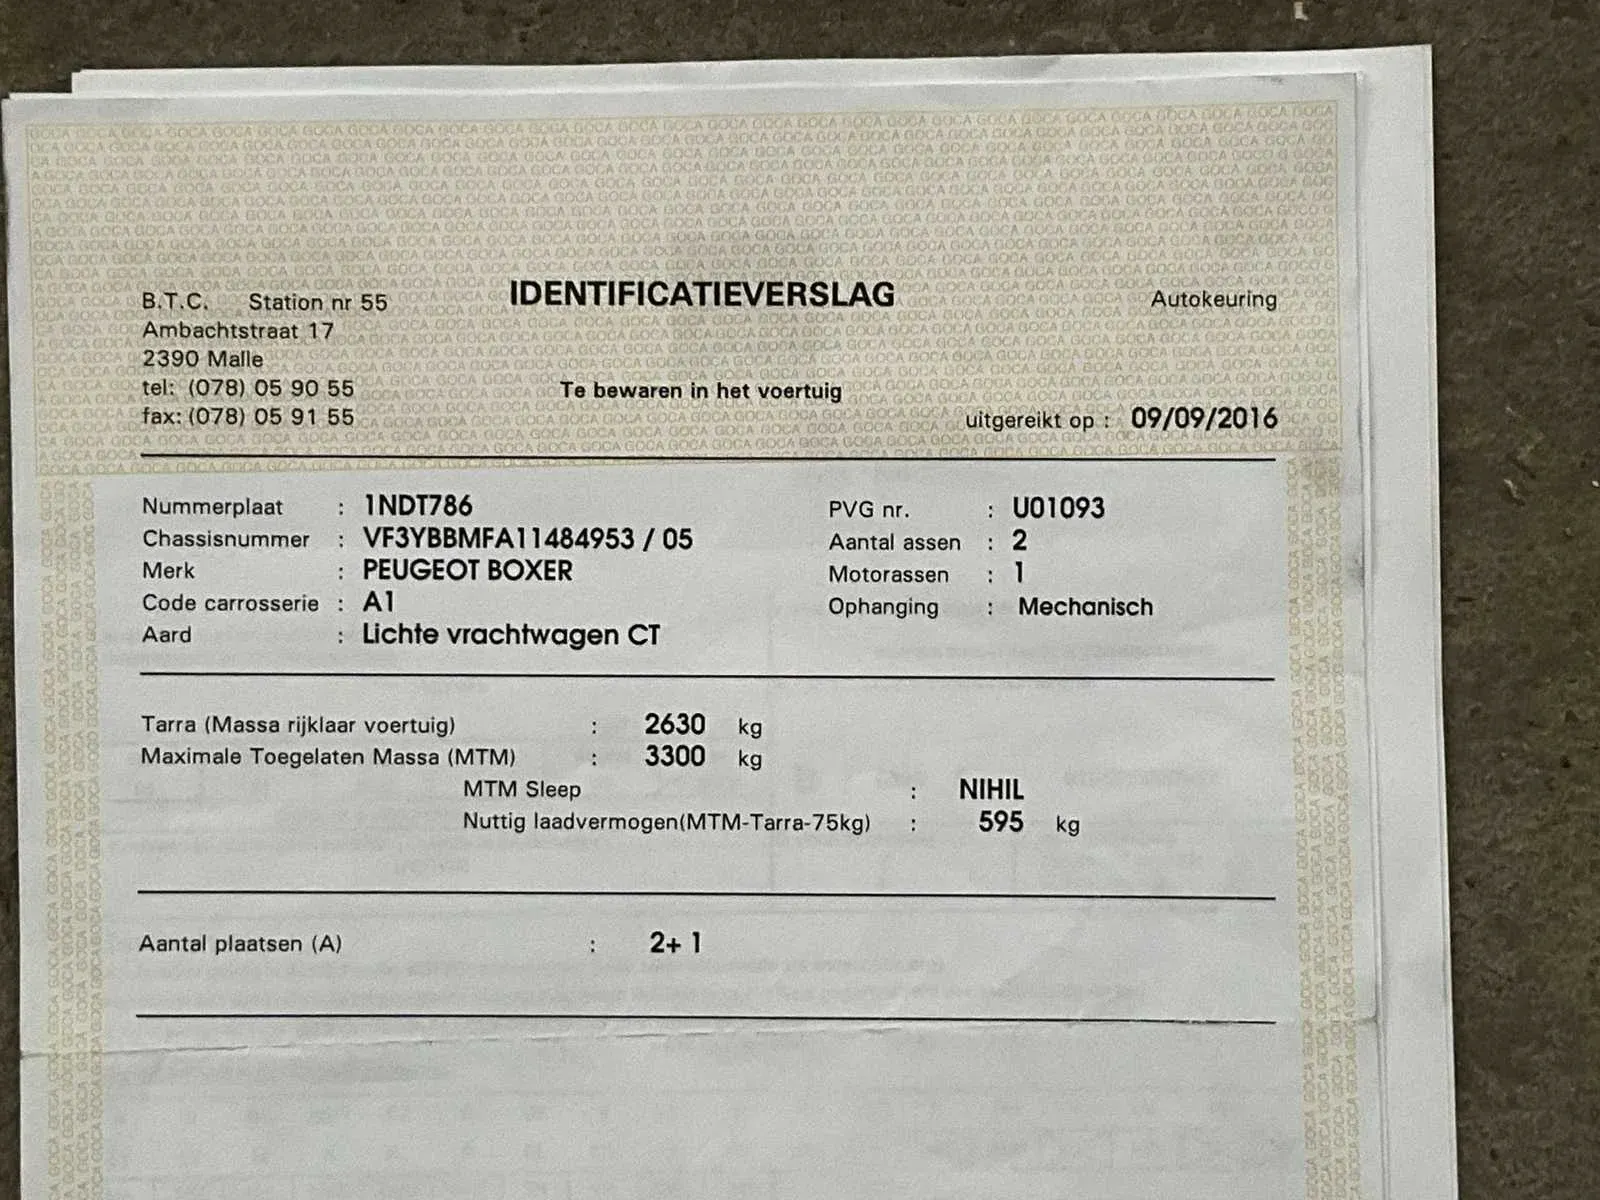 IDENTIFICATIEVERSLAG
B.T.C. Station nr 55
Autokeuring
Ambachtstraat 17
2390 Malle
tel: (078) 05 90 55
Te bewaren in het voertuig
fax: (078) 05 91 55
uitgereikt op : 09/09/2016
Nummerplaat : 1NDT786
PVG nr. : U01093
Chassisnummer : VF3YBBMFA11484953 / 05
Aantal assen : 2
Merk : PEUGEOT BOXER
Motorassen : 1
Code carrosserie : A1
Ophanging : Mechanisch
Aard : Lichte vrachtwagen CT
Tarra (Massa rijklaar voertuig) : 2630 kg
Maximale Toegelaten Massa (MTM) : 3300 kg
MTM Sleep : NIHIL
Nuttig laadvermogen(MTM-Tarra-75kg) : 595 kg
Aantal plaatsen (A) : 2+ 1